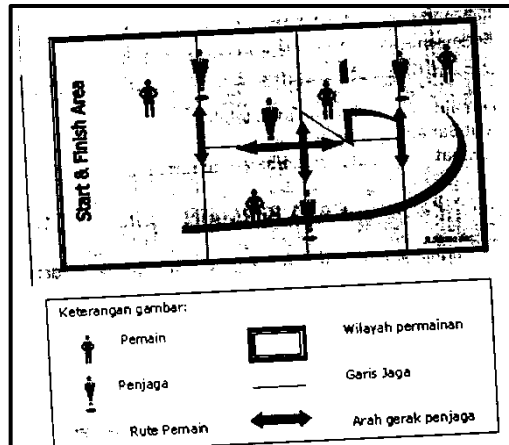 Start & Finish Area
Keterangan gambar:
Pemain
Penjaga
Rute Pemain
Wilayah permainan
Garis Jaga
Arah gerak penjaga